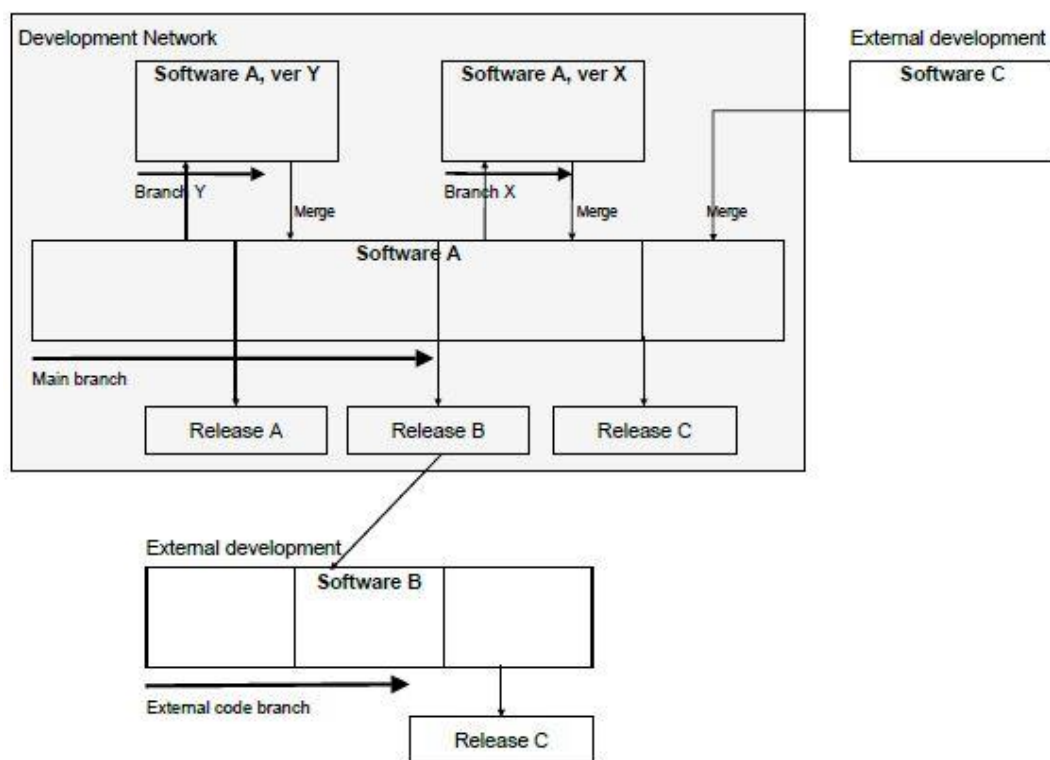 Development Network
External development
Software A, ver Y
Software A, ver X
Software C
Branch Y
Merge
Branch X
Merge
Merge
Software A
Main branch
Release A
Release B
Release C
External development
Software B
External code branch
Release C